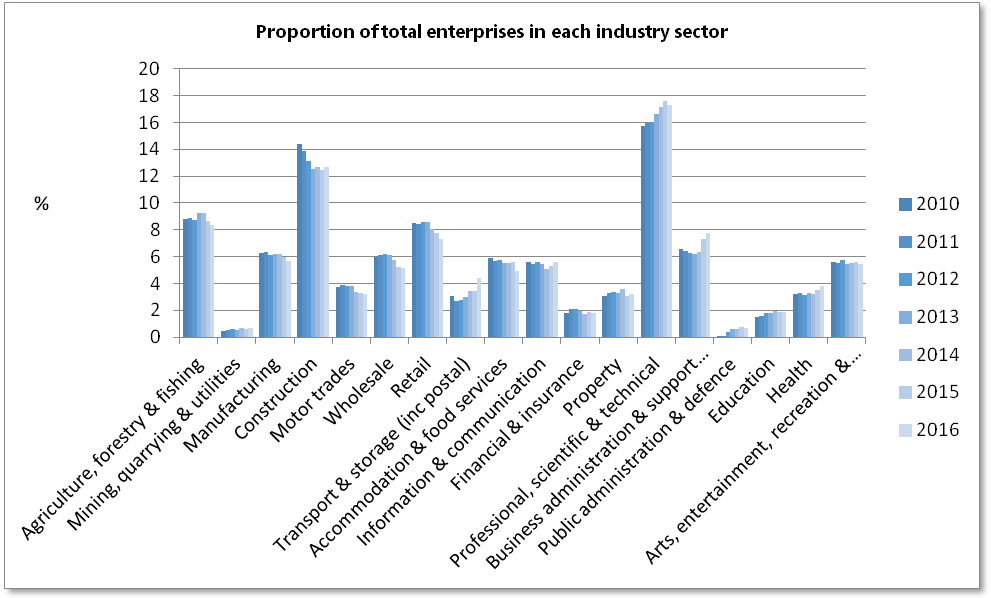 Proportion of total enterprises in each industry sector
20
18
16
14
12
10
8
6
4
2
0
%
Agriculture, forestry & fishing
Mining, quarrying & utilities
Manufacturing
Construction
Motor trades
Wholesale
Retail
Transport & storage (inc postal)
Accommodation & food services
Information & communication
Financial & insurance
Property
Professional, scientific & technical
Business administration & support...
Public administration & defence
Education
Health
Arts, entertainment, recreation &...
2010
2011
2012
2013
2014
2015
2016